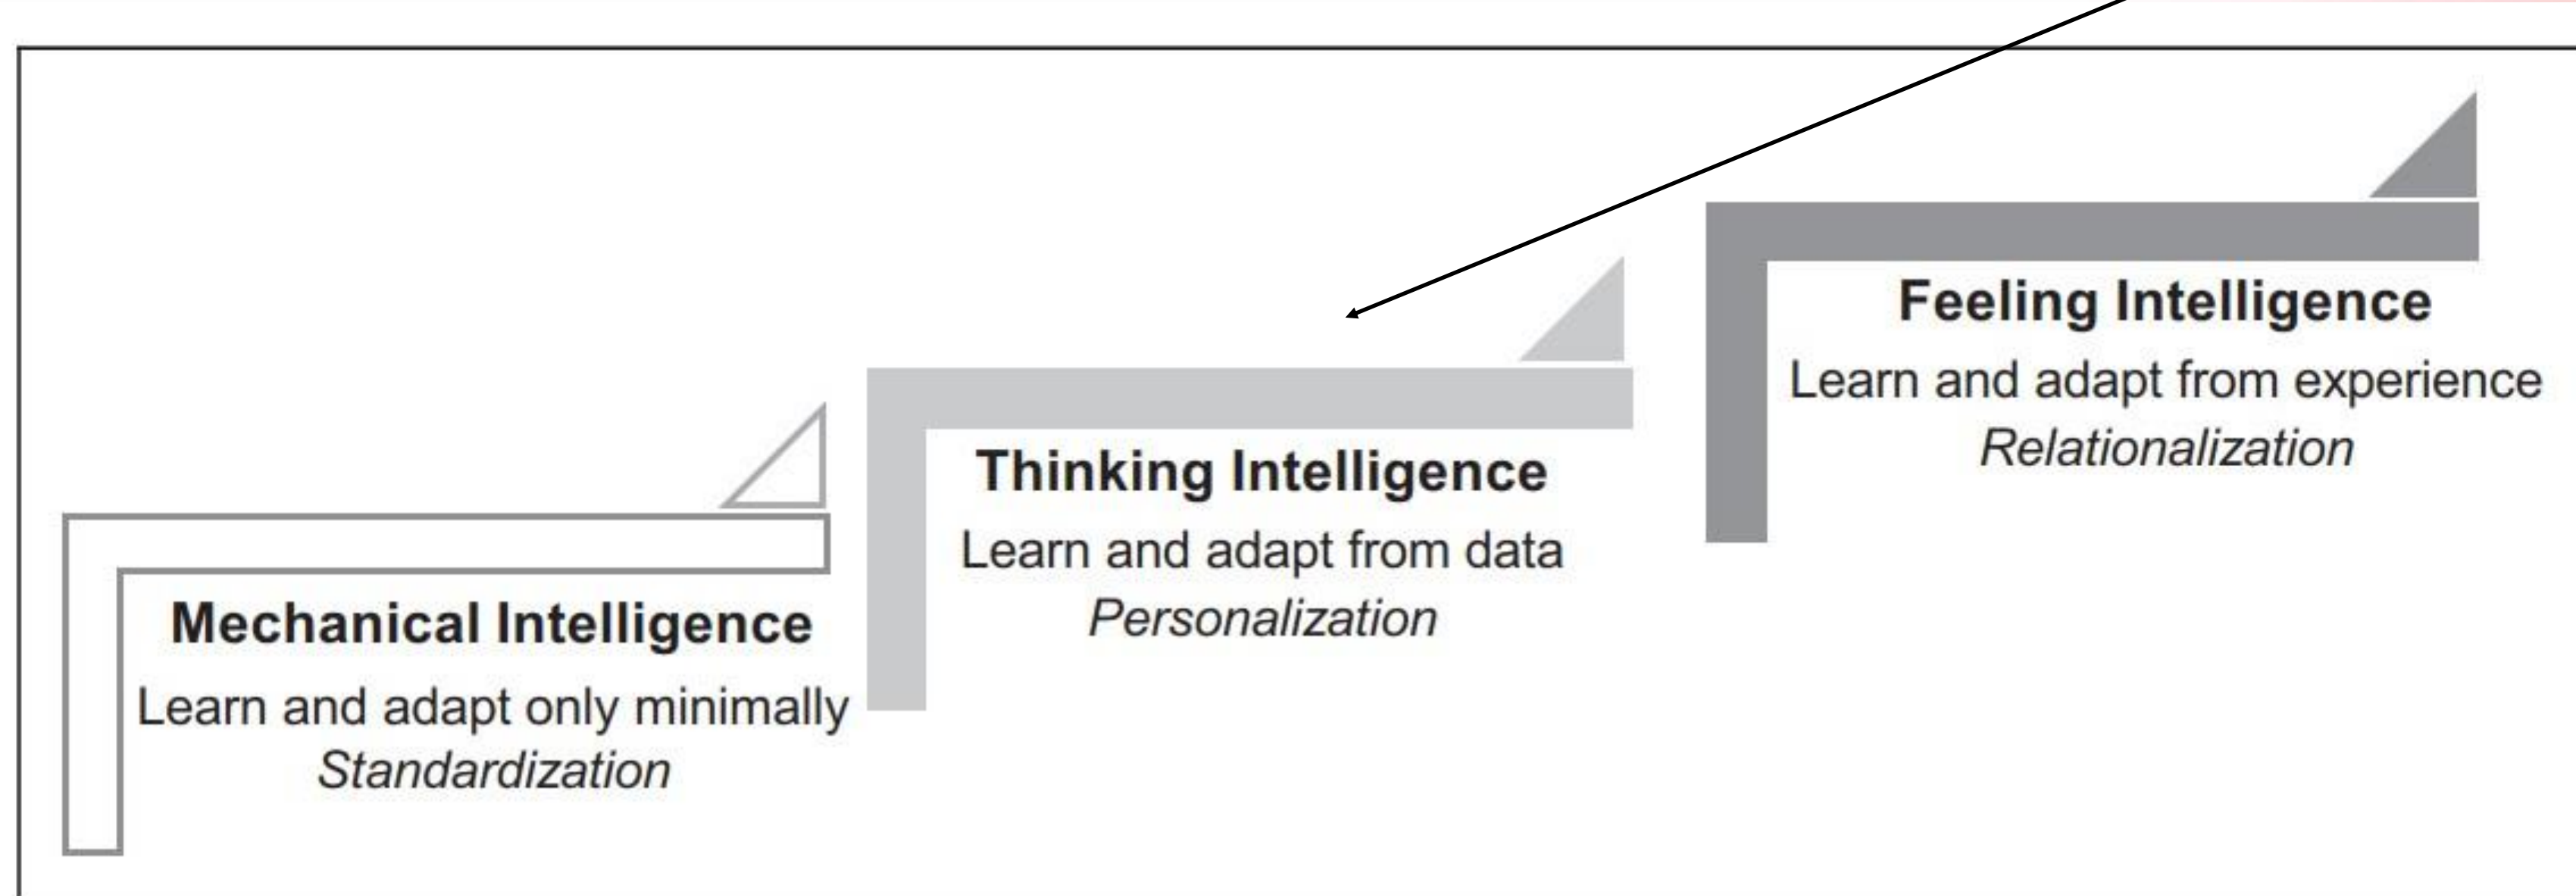 Mechanical Intelligence
Learn and adapt only minimally
Standardization
Thinking Intelligence
Learn and adapt from data
Personalization
Feeling Intelligence
Learn and adapt from experience
Relationalization